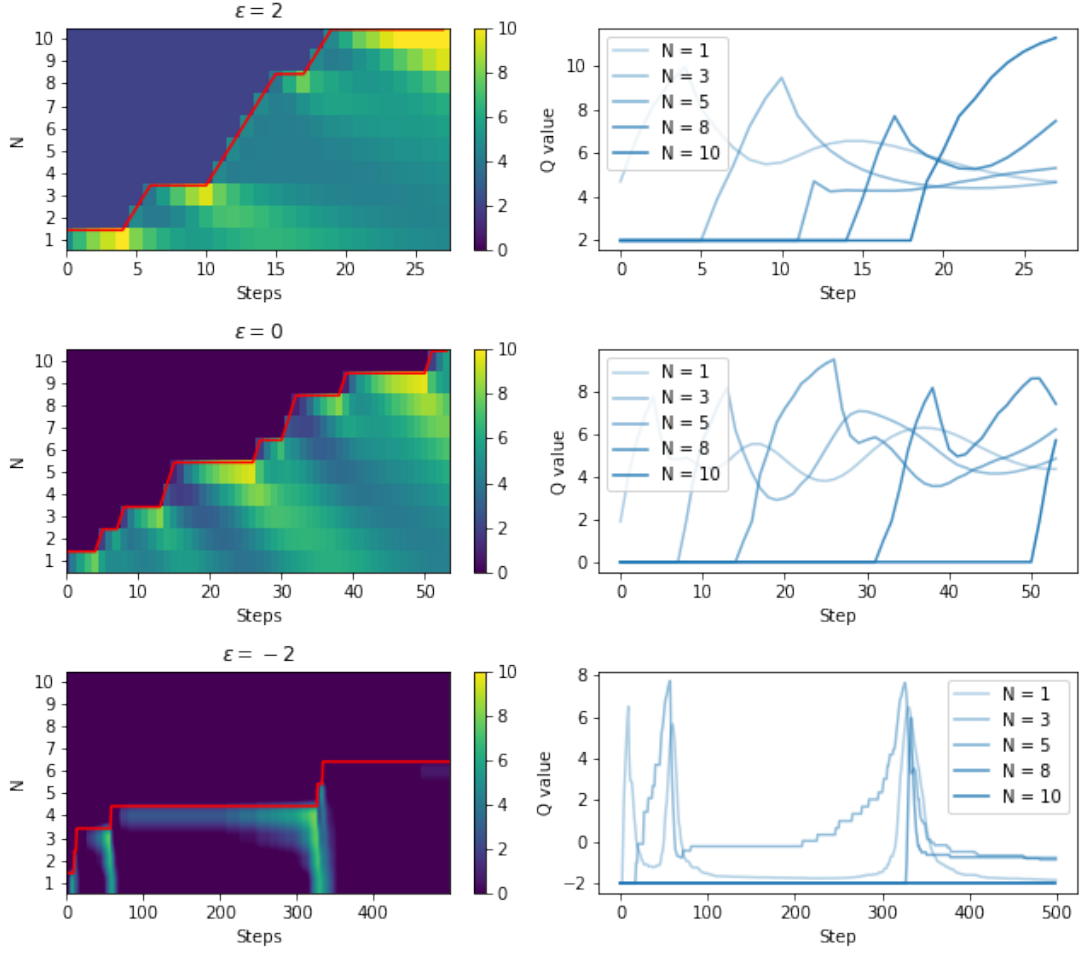 ε = 2
10
9
8
7
6
5
4
3
2
1
N
0 5 10 15 20 25
Steps
10
8
6
4
2
0
N = 1
N = 3
N = 5
N = 8
N = 10
10
8
6
4
2
Q value
0 5 10 15 20 25
Step
ε = 0
10
9
8
7
6
5
4
3
2
1
N
0 10 20 30 40 50
Steps
10
8
6
4
2
0
N = 1
N = 3
N = 5
N = 8
N = 10
8
6
4
2
0
Q value
0 10 20 30 40 50
Step
ε = −2
10
9
8
7
6
5
4
3
2
1
N
0 100 200 300 400
Steps
10
8
6
4
2
0
N = 1
N = 3
N = 5
N = 8
N = 10
8
6
4
2
0
−2
Q value
0 100 200 300 400 500
Step